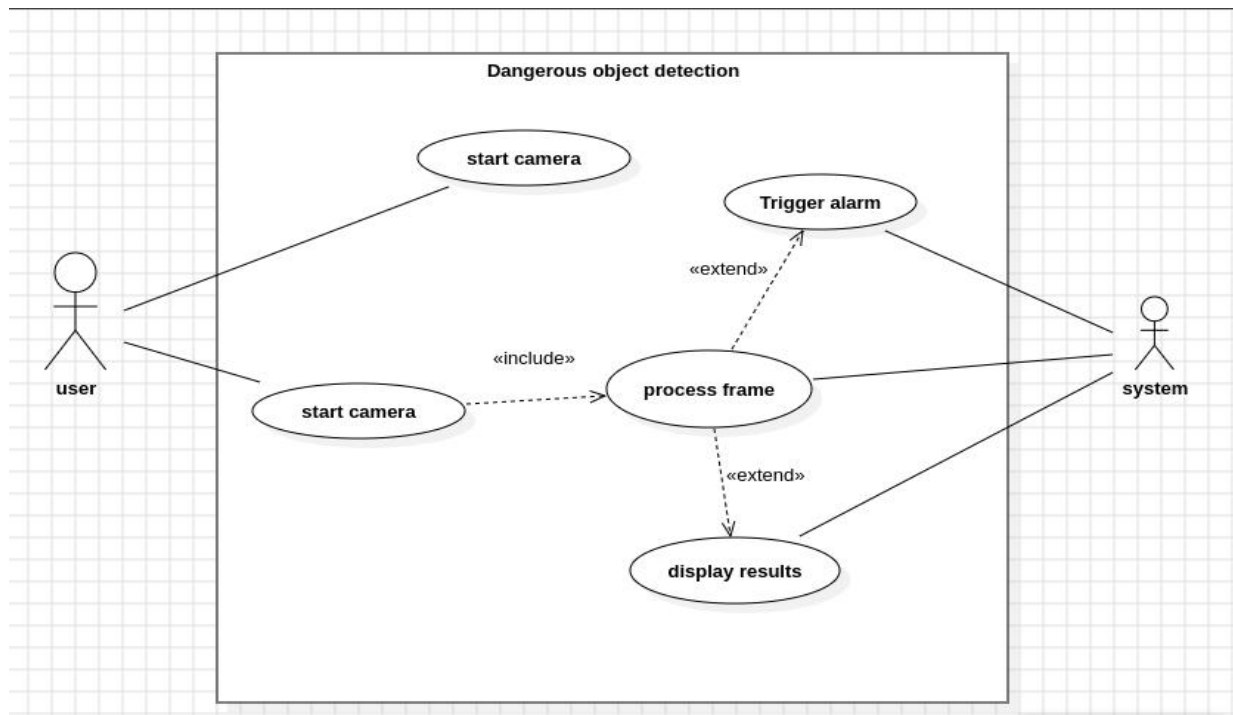 Dangerous object detection
start camera
Trigger alarm
«extend»
«include»
user
process frame
system
start camera
«extend»
display results